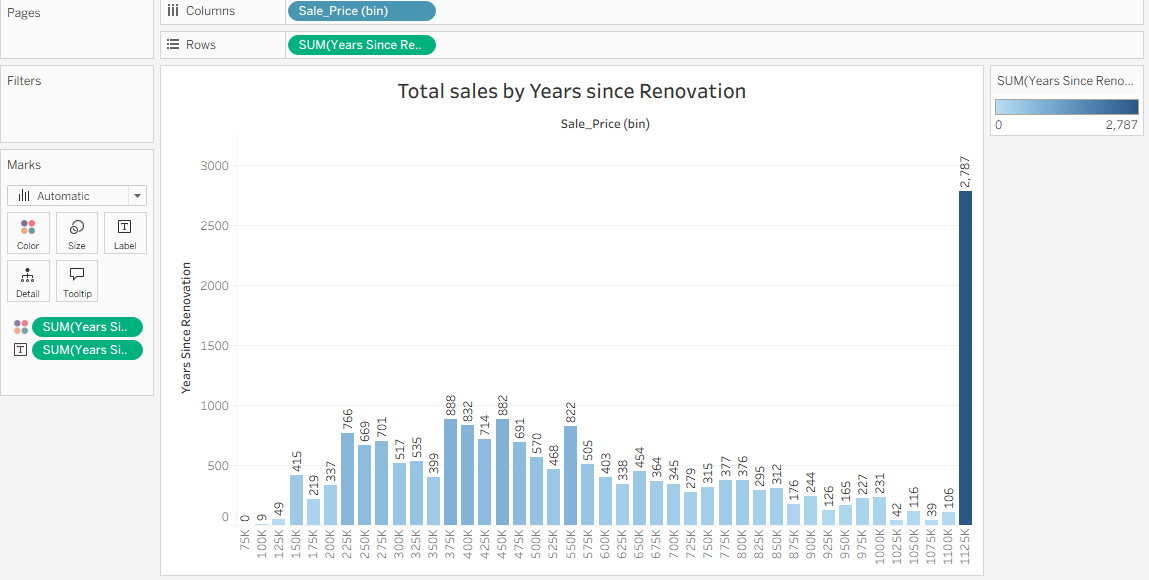 Pages
Columns
Sale_Price (bin)
Rows
SUM(Years Since Re..
Filters
Marks
Automatic
Color
Size
Label
Detail
Tooltip
SUM(Years Si..
SUM(Years Si..
Total sales by Years since Renovation
Sale_Price (bin)
Years Since Renovation
3000
2500
2000
1500
1000
500
0
0 9 49 415 219 337 766 669 701 517 535 399 888 832 714 882 691 570 468 822 505 403 338 454 364 345 279 315 377 376 295 312 176 244 126 165 227 231 42 116 39 106 2,787
75K 100K 125K 150K 175K 200K 225K 250K 275K 300K 325K 350K 375K 400K 425K 450K 475K 500K 525K 550K 575K 600K 625K 650K 675K 700K 725K 750K 775K 800K 825K 850K 875K 900K 925K 950K 975K 1000K 1025K 1050K 1075K 1100K 1125K
SUM(Years Since Reno...
0 2,787